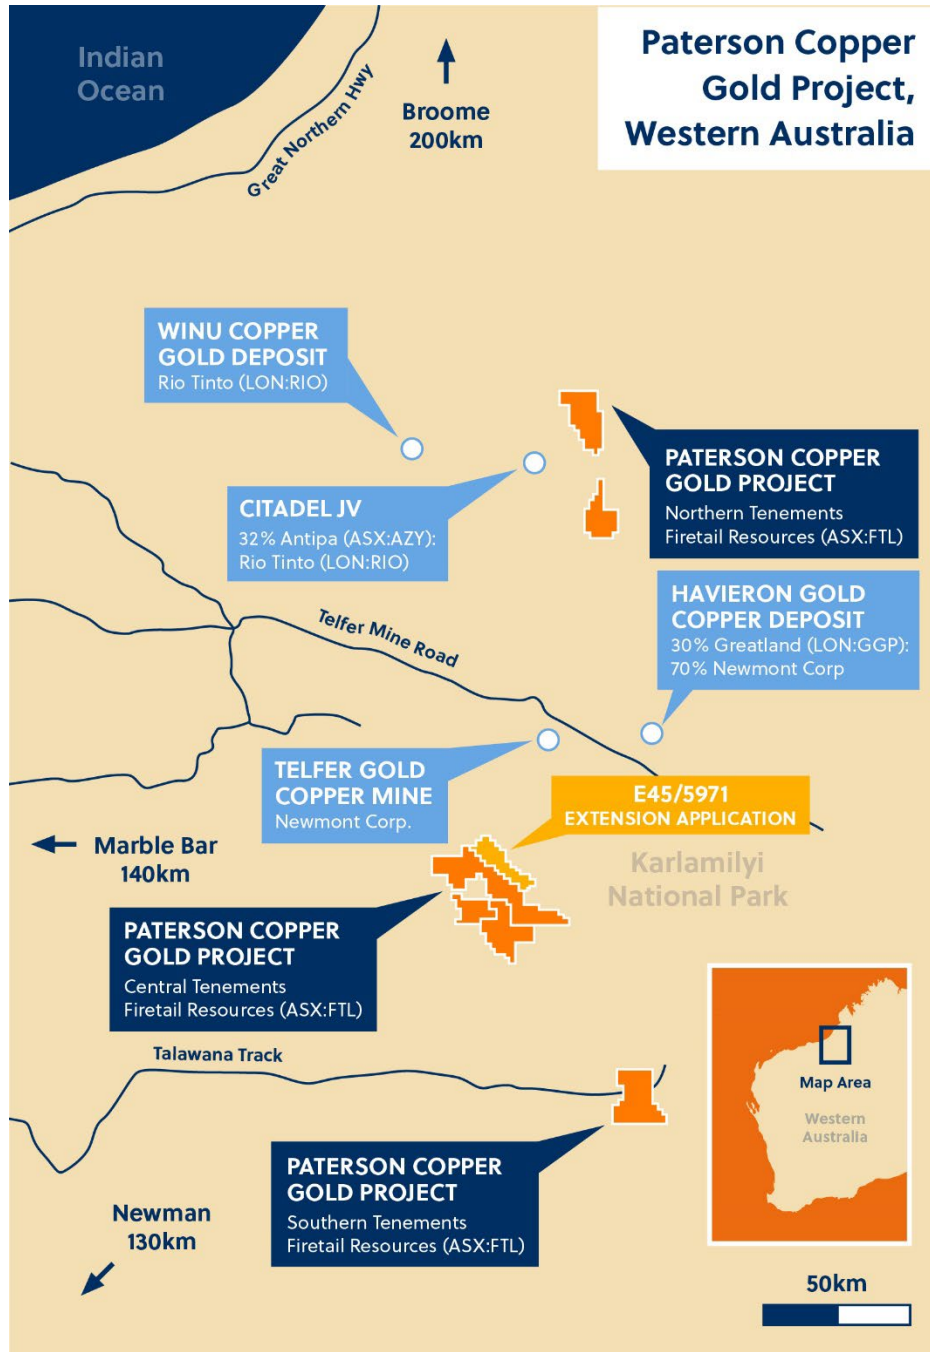 Indian
Ocean
Great Northern Hwy
Broome
200km
Paterson Copper
Gold Project,
Western Australia
WINU COPPER
GOLD DEPOSIT
Rio Tinto (LON:RIO)
CITADEL JV
32% Antipa (ASX:AZY):
Rio Tinto (LON:RIO)
PATERSON COPPER
GOLD PROJECT
Northern Tenements
Firetail Resources (ASX:FTL)
HAVIERON GOLD
COPPER DEPOSIT
30% Greatland (LON:GGP):
70% Newmont Corp
Telfer Mine Road
TELFER GOLD
COPPER MINE
Newmont Corp.
E45/5971
EXTENSION APPLICATION
Marble Bar
140km
Karlamilyi
National Park
PATERSON COPPER
GOLD PROJECT
Central Tenements
Firetail Resources (ASX:FTL)
Talawana Track
PATERSON COPPER
GOLD PROJECT
Southern Tenements
Firetail Resources (ASX:FTL)
Newman
130km
Map Area
Western
Australia
50km